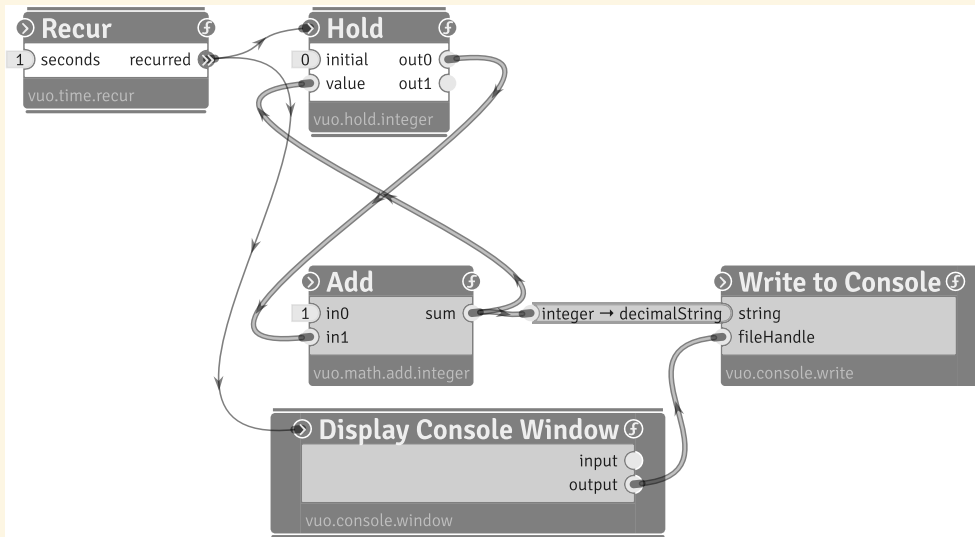 Recur
1 seconds recurred
vuo.time.recur
Hold
0 initial out0
value out1
vuo.hold.integer
Add
1 in0 sum
in1
vuo.math.add.integer
integer → decimalString
Write to Console
string
fileHandle
vuo.console.write
Display Console Window
input
output
vuo.console.window